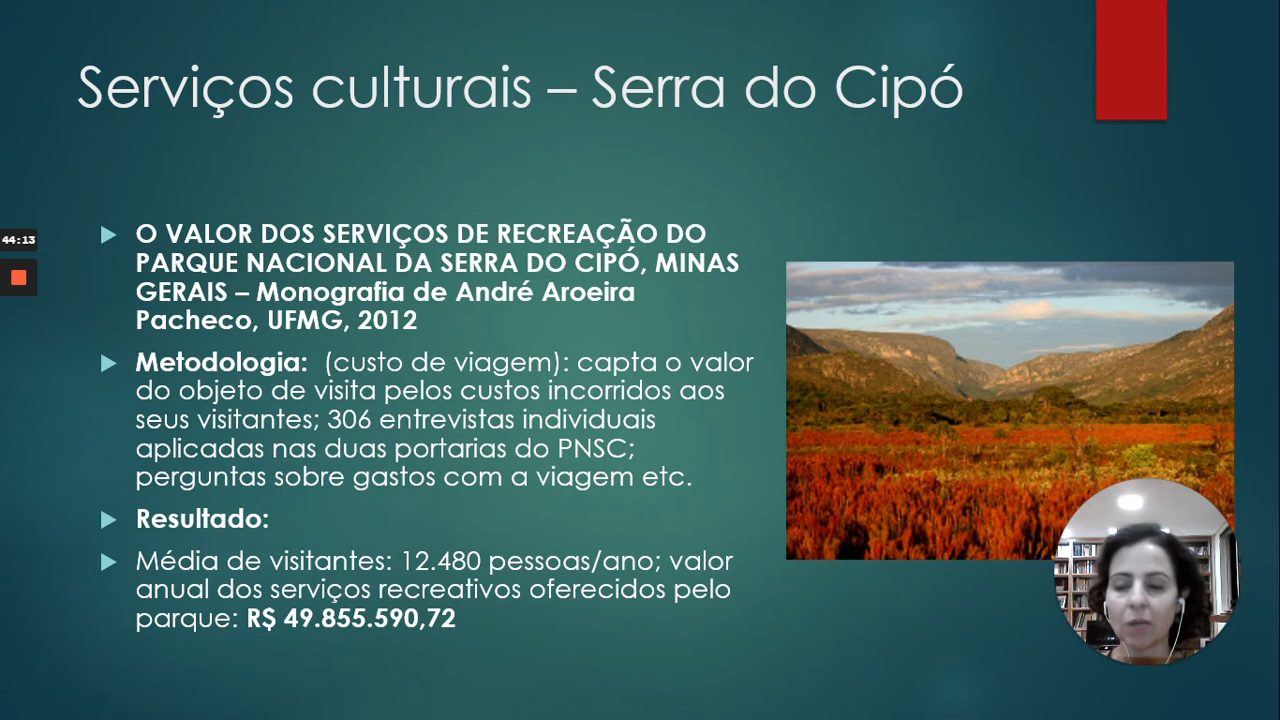 Serviços culturais – Serra do Cipó
44:13
O VALOR DOS SERVIÇOS DE RECREAÇÃO DO
PARQUE NACIONAL DA SERRA DO CIPÓ, MINAS
GERAIS – Monografia de André Aroeira
Pacheco, UFMG, 2012
Metodologia: (custo de viagem): capta o valor
do objeto de visita pelos custos incorridos aos
seus visitantes; 306 entrevistas individuais
aplicadas nas duas portarias do PNSC;
perguntas sobre gastos com a viagem etc.
Resultado:
Média de visitantes: 12.480 pessoas/ano; valor
anual dos serviços recreativos oferecidos pelo
parque: R$ 49.855.590,72